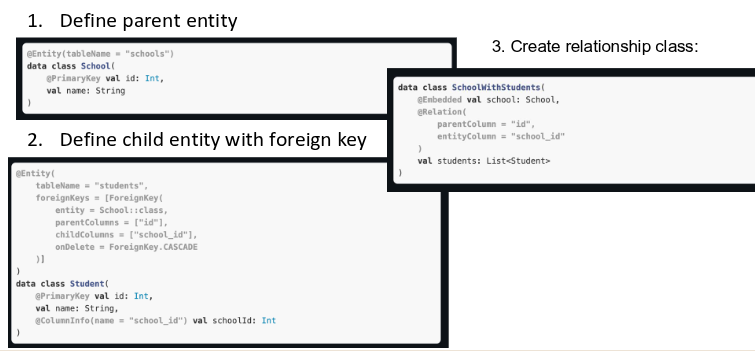 1. Define parent entity
@Entity(tableName = "schools")
data class School(
    @PrimaryKey val id: Int,
    val name: String
)
2. Define child entity with foreign key
@Entity(
    tableName = "students",
    foreignKeys = [ForeignKey(
        entity = School::class,
        parentColumns = ["id"],
        childColumns = ["school_id"],
        onDelete = ForeignKey.CASCADE
    )]
)
data class Student(
    @PrimaryKey val id: Int,
    val name: String,
    @ColumnInfo(name = "school_id") val schoolId: Int
)
3. Create relationship class:
data class SchoolWithStudents(
    @Embedded val school: School,
    @Relation(
        parentColumn = "id",
        entityColumn = "school_id"
    )
    val students: List<Student>
)